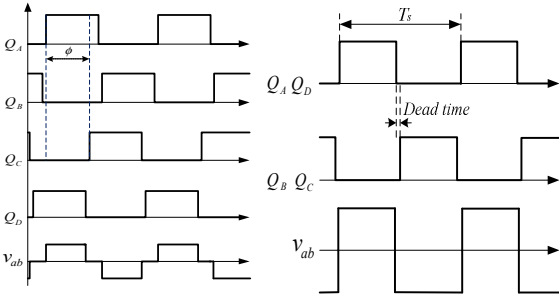 Q_A
ϕ
Q_B
Q_C
Q_D
v_ab
T_s
Q_A Q_D
Dead time
Q_B Q_C
v_ab